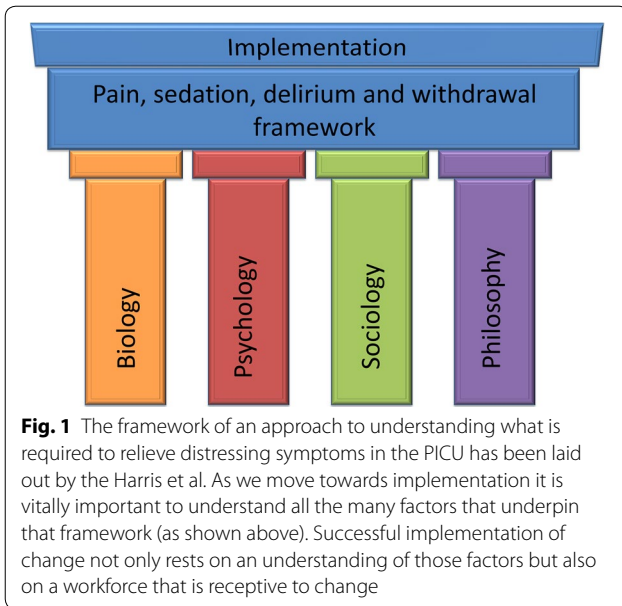 Implementation
Pain, sedation, delirium and withdrawal
framework
Biology
Psychology
Sociology
Philosophy
Fig. 1 The framework of an approach to understanding what is
required to relieve distressing symptoms in the PICU has been laid
out by the Harris et al. As we move towards implementation it is
vitally important to understand all the many factors that underpin
that framework (as shown above). Successful implementation of
change not only rests on an understanding of those factors but also
on a workforce that is receptive to change